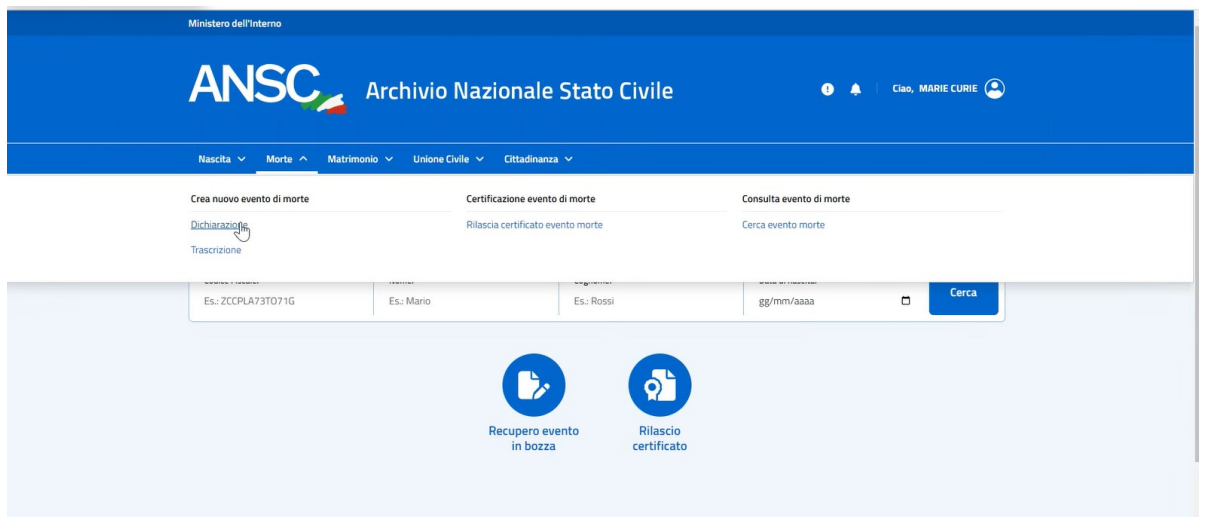 Ministero dell'Interno
ANSC Archivio Nazionale Stato Civile
Ciao, MARIE CURIE
Nascita Morte Matrimonio Unione Civile Cittadinanza
Crea nuovo evento di morte Certificazione evento di morte Consulta evento di morte
Dichiarazione Rilascia certificato evento morte Cerca evento morte
Trascrizione
Es.: ZCCPLA73TO71G Es.: Mario Es.: Rossi gg/mm/aaaa Cerca
Recupero evento Rilascio
in bozza certificato